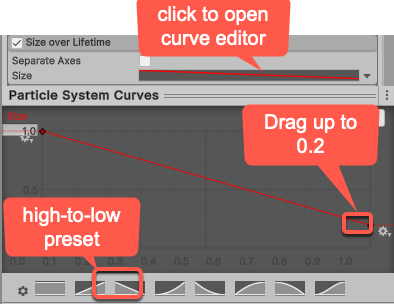 click to open
curve editor
Size over Lifetime
Separate Axes
Size
Particle System Curves
Size
1.0
Drag up to
0.2
0.5
high-to-low
preset
0.0 0.1 0.2 0.3 0.4 0.5 0.6 0.7 0.8 0.9 1.0